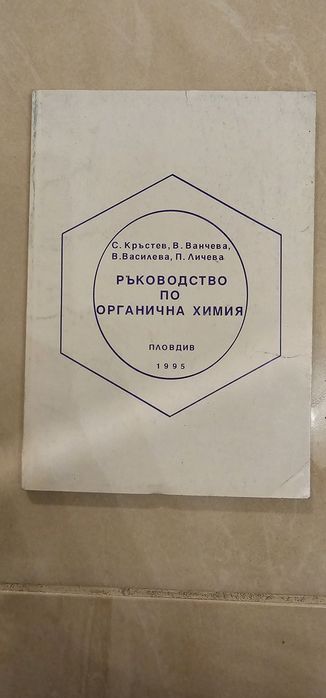 С. Кръстев, В. Ванчева,
В. Василева, П. Личева
РЪКОВОДСТВО
ПО
ОРГАНИЧНА ХИМИЯ
ПЛОВДИВ
1995